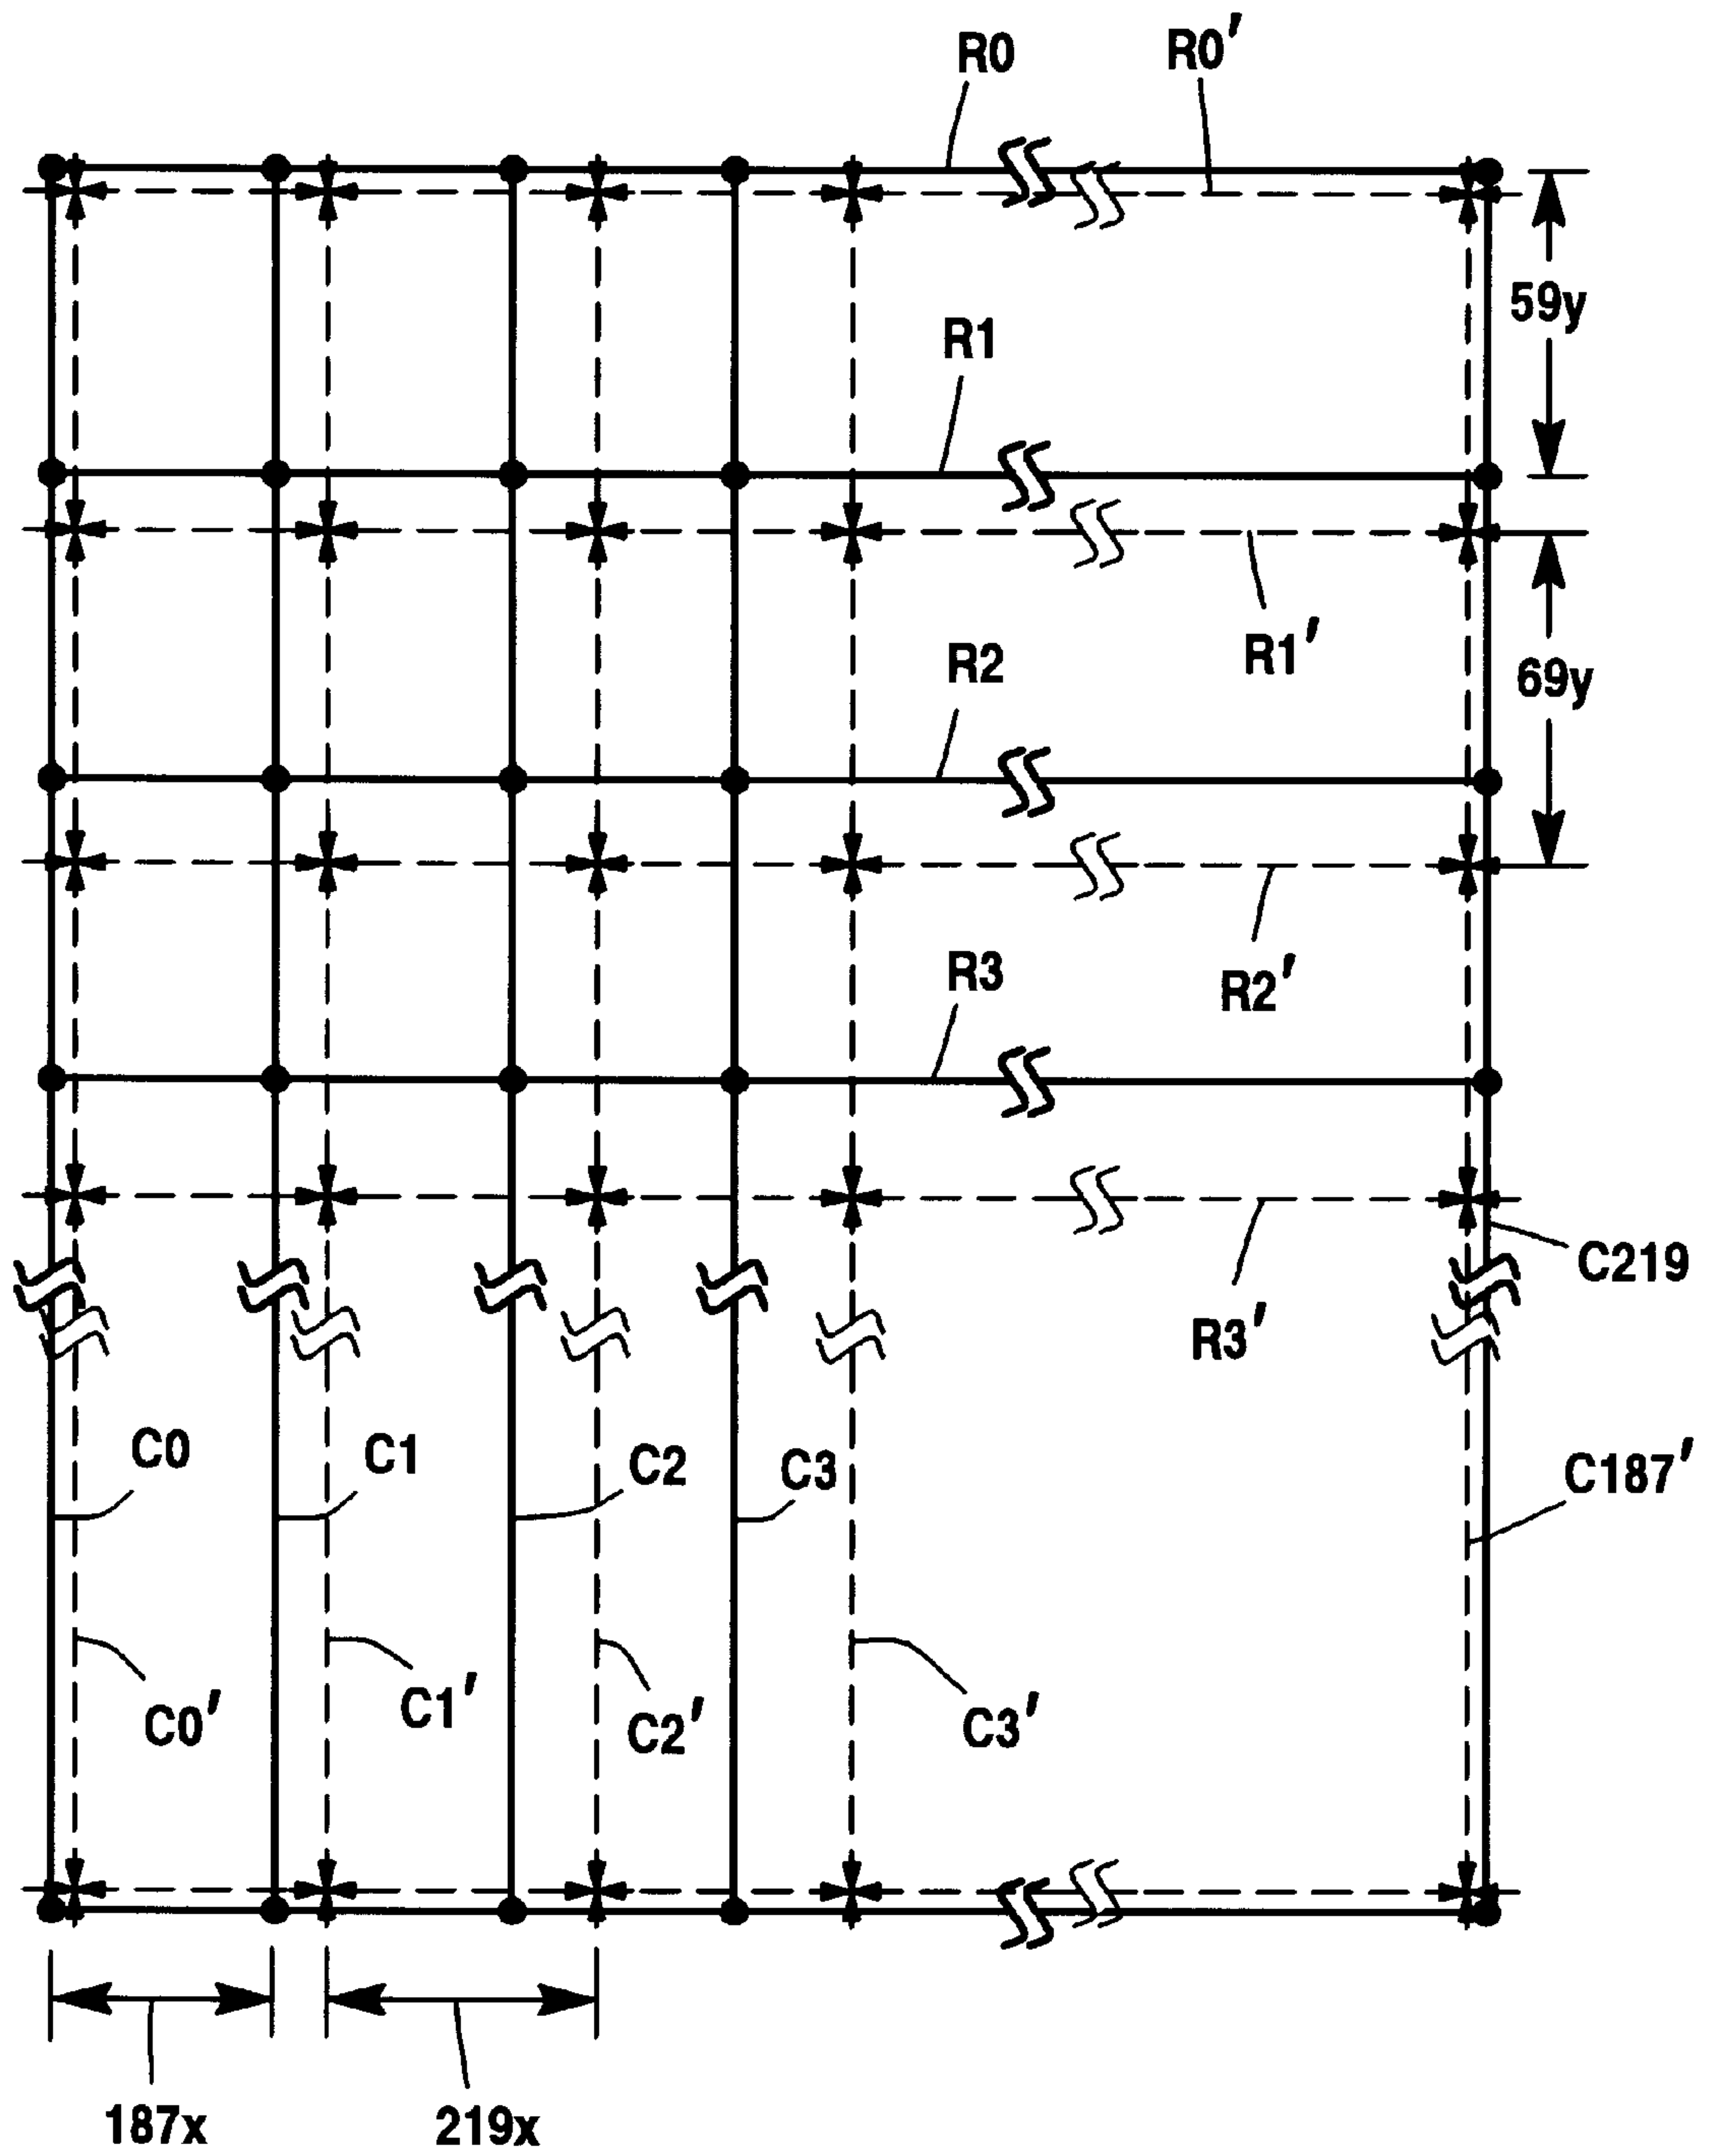 R0
R0'
59y
R1
R1'
R2
69y
R2'
R3
C219
R3'
C0
C1
C2
C3
C187'
C0'
C1'
C2'
C3'
187x
219x